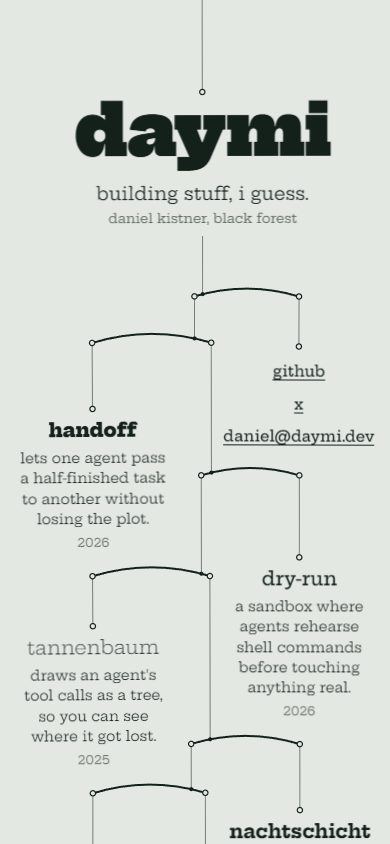 daymi
building stuff, i guess.
daniel kistner, black forest
github
x
daniel@daymi.dev
handoff
lets one agent pass
a half-finished task
to another without
losing the plot.
2026
dry-run
a sandbox where
agents rehearse
shell commands
before touching
anything real.
2026
tannenbaum
draws an agent's
tool calls as a tree,
so you can see
where it got lost.
2025
nachtschicht